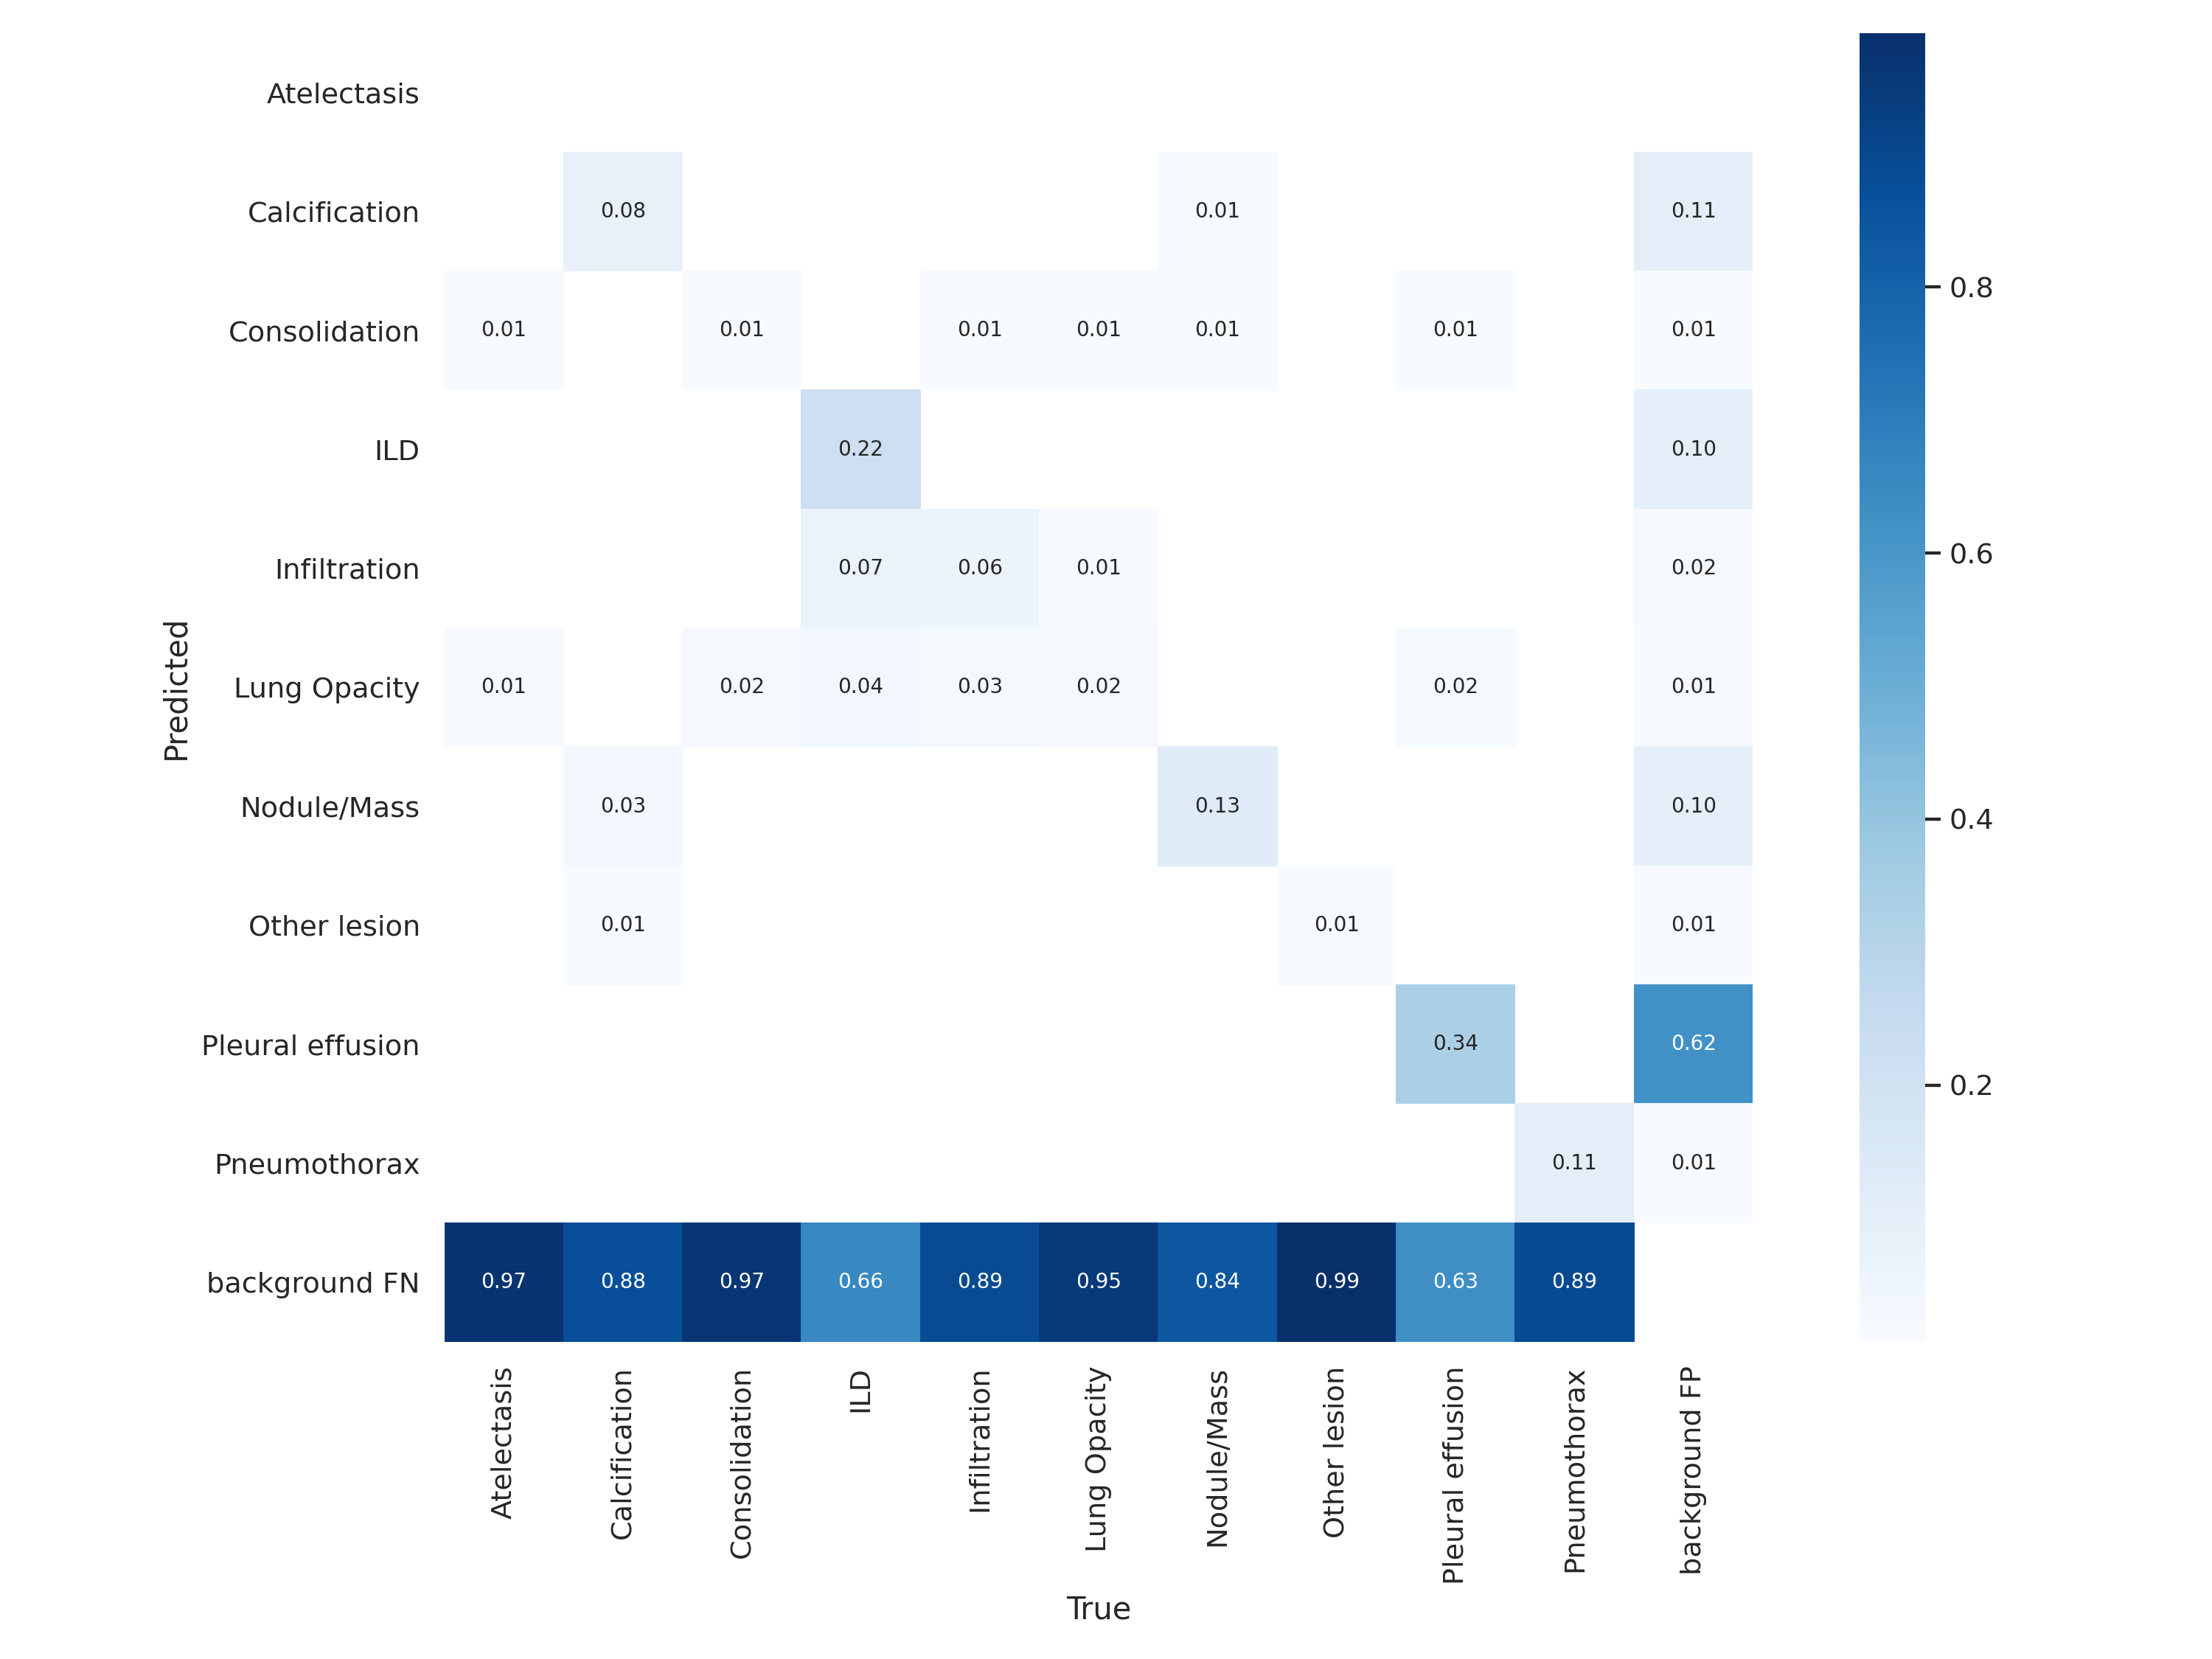 Atelectasis
Calcification 0.08 0.01 0.11
Consolidation 0.01 0.01 0.01 0.01 0.01 0.01 0.01
ILD 0.22 0.10
Infiltration 0.07 0.06 0.01 0.02
Lung Opacity 0.01 0.02 0.04 0.03 0.02 0.02 0.01
Nodule/Mass 0.03 0.13 0.10
Other lesion 0.01 0.01 0.01
Pleural effusion 0.34 0.62
Pneumothorax 0.11 0.01
background FN 0.97 0.88 0.97 0.66 0.89 0.95 0.84 0.99 0.63 0.89
Predicted
Atelectasis
Calcification
Consolidation
ILD
Infiltration
Lung Opacity
Nodule/Mass
Other lesion
Pleural effusion
Pneumothorax
background FP
True
0.8
0.6
0.4
0.2